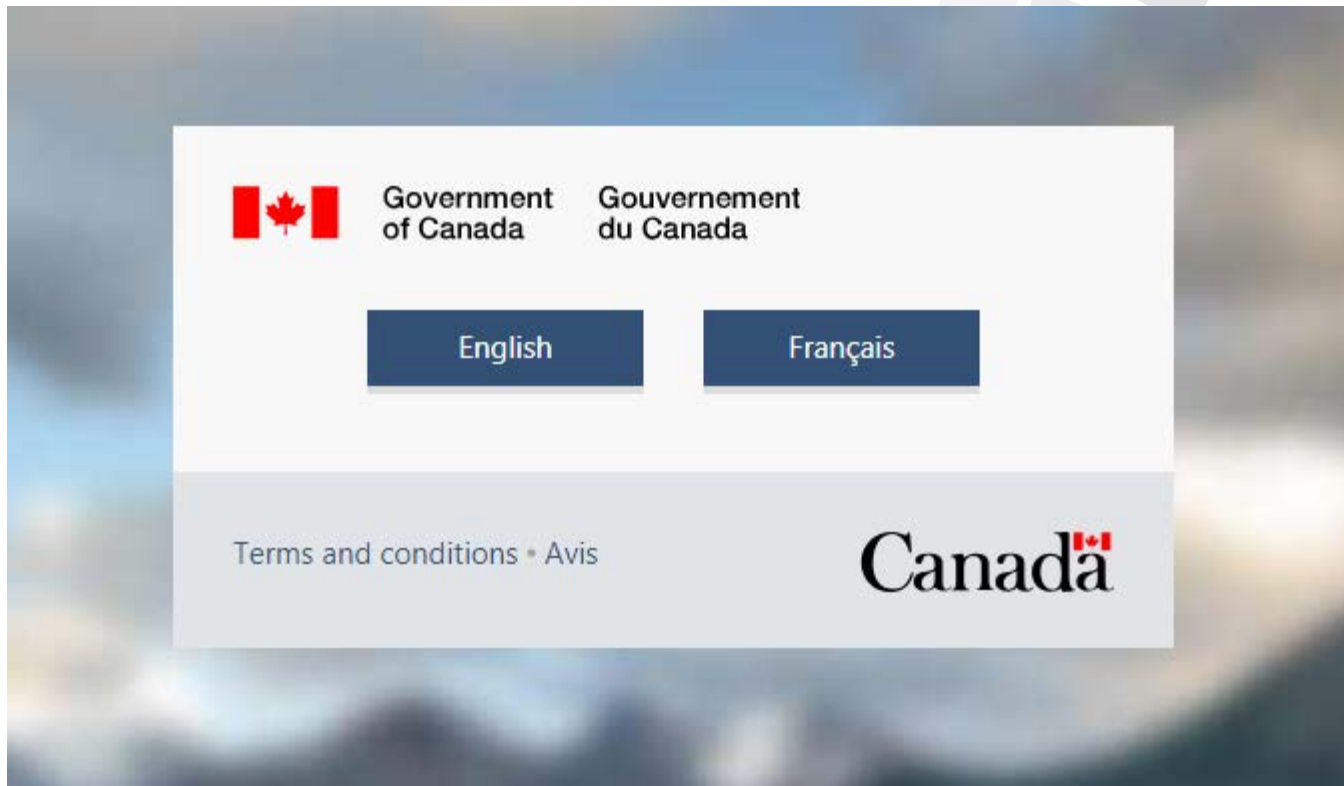 Government of Canada
Gouvernement du Canada
English
Français
Terms and conditions • Avis
Canada